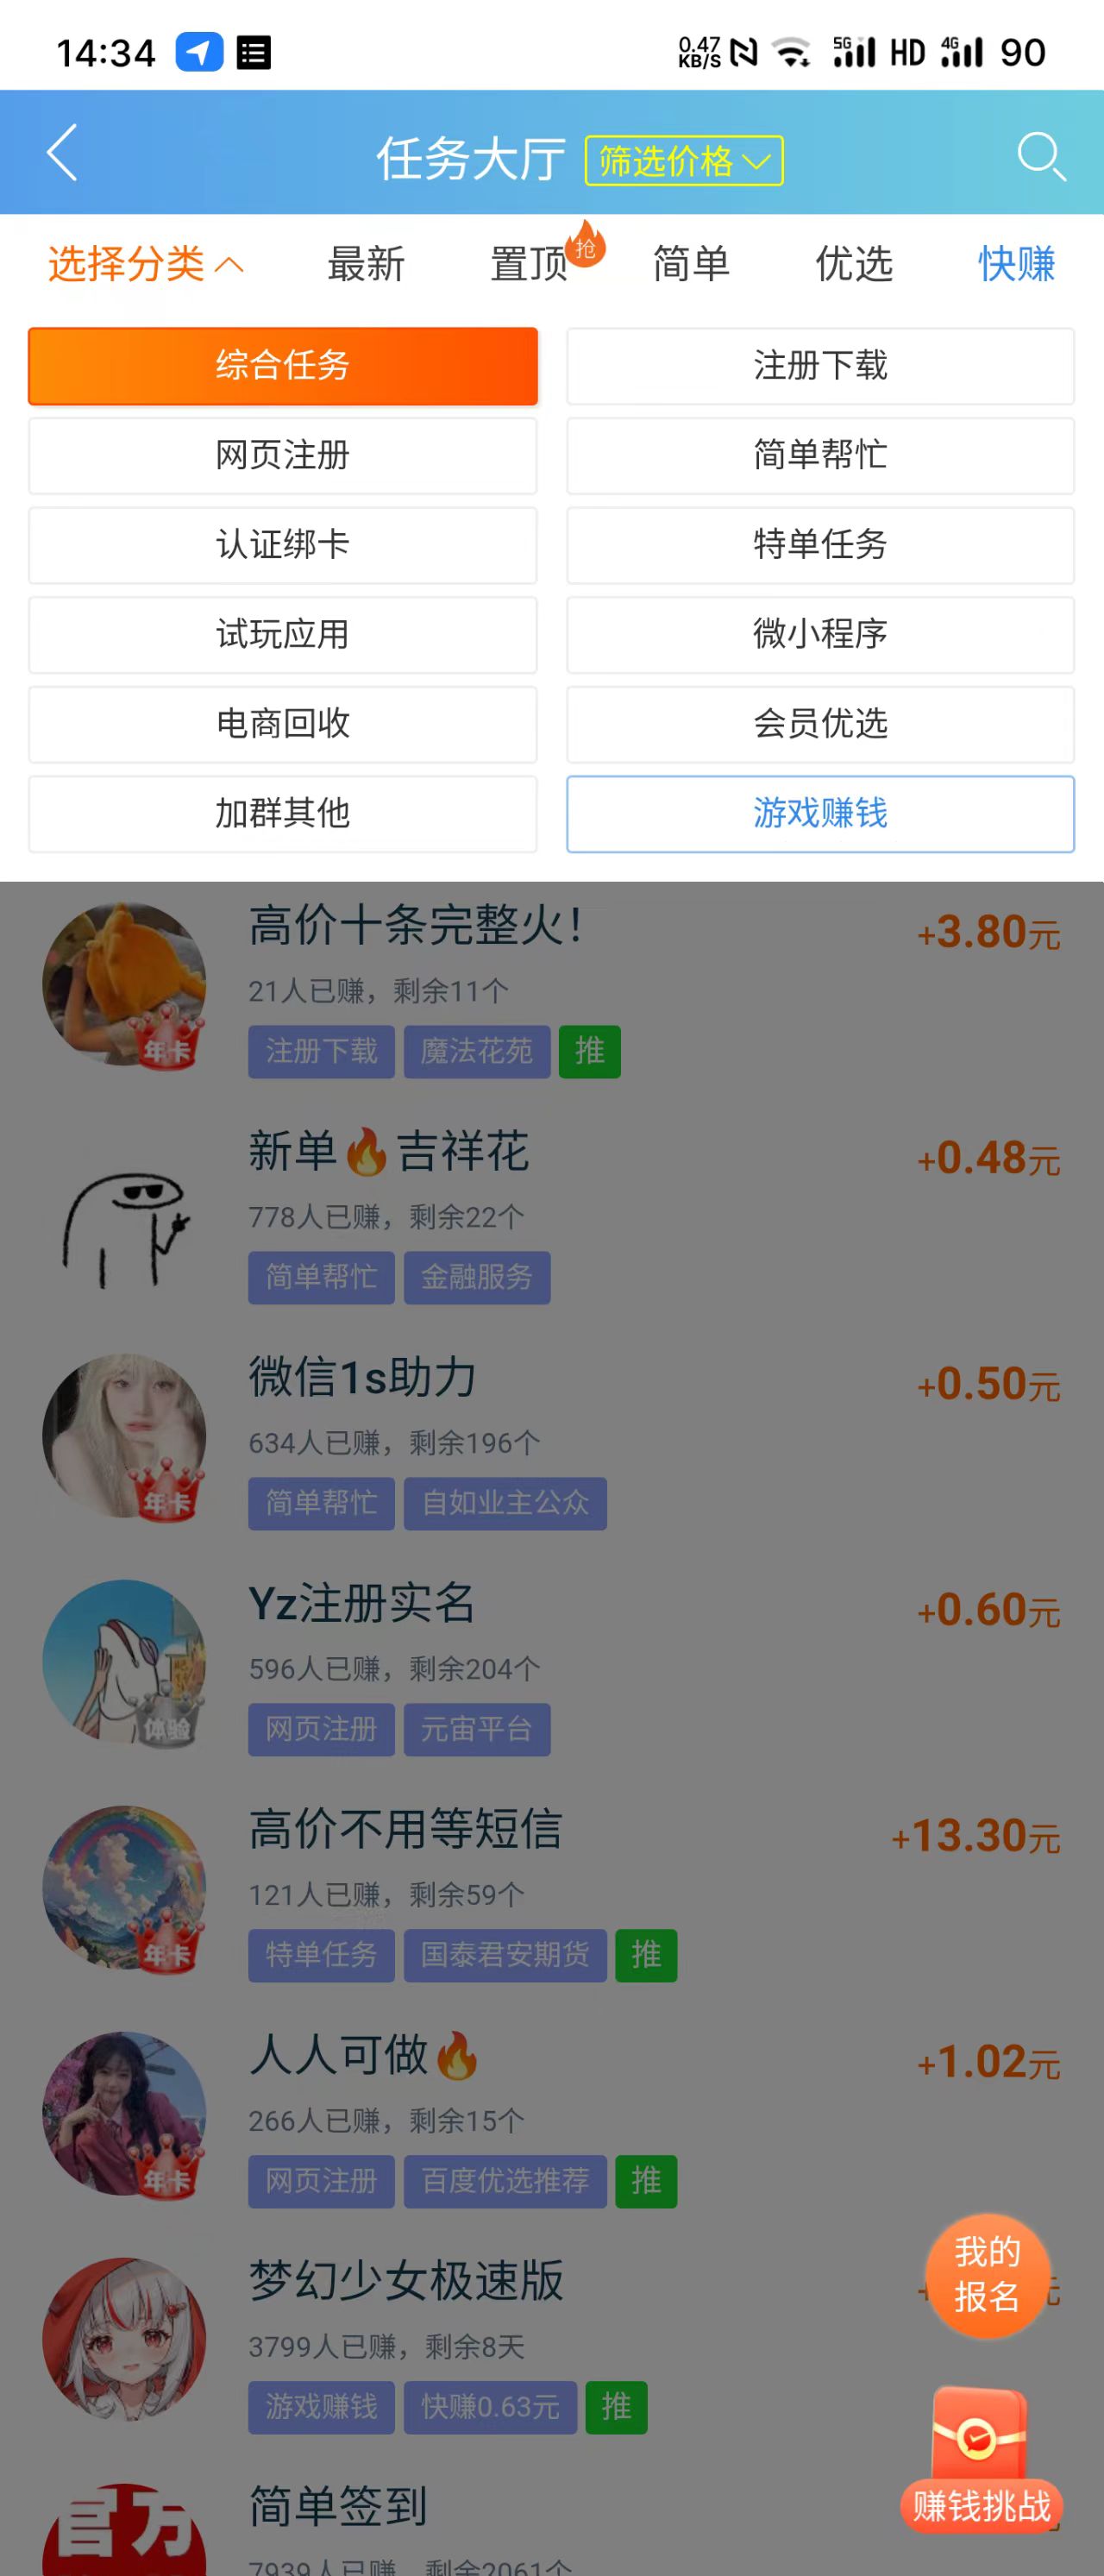 14:34 0.47 KB/S 5G HD 4G 90
任务大厅 筛选价格
选择分类 最新 置顶 抢 简单 优选 快赚
综合任务 注册下载
网页注册 简单帮忙
认证绑卡 特单任务
试玩应用 微小程序
电商回收 会员优选
加群其他 游戏赚钱
高价十条完整火! +3.80元
21人已赚，剩余11个
年卡
注册下载 魔法花苑 推
新单🔥吉祥花 +0.48元
778人已赚，剩余22个
简单帮忙 金融服务
微信1s助力 +0.50元
634人已赚，剩余196个
年卡
简单帮忙 自如业主公众
Yz注册实名 +0.60元
596人已赚，剩余204个
体验
网页注册 元宙平台
高价不用等短信 +13.30元
121人已赚，剩余59个
年卡
特单任务 国泰君安期货 推
人人可做🔥 +1.02元
266人已赚，剩余15个
年卡
网页注册 百度优选推荐 推
我的
报名
梦幻少女极速版
3799人已赚，剩余8天
游戏赚钱 快赚0.63元 推
简单签到
赚钱挑战
官方
7939人已赚，剩余2061个